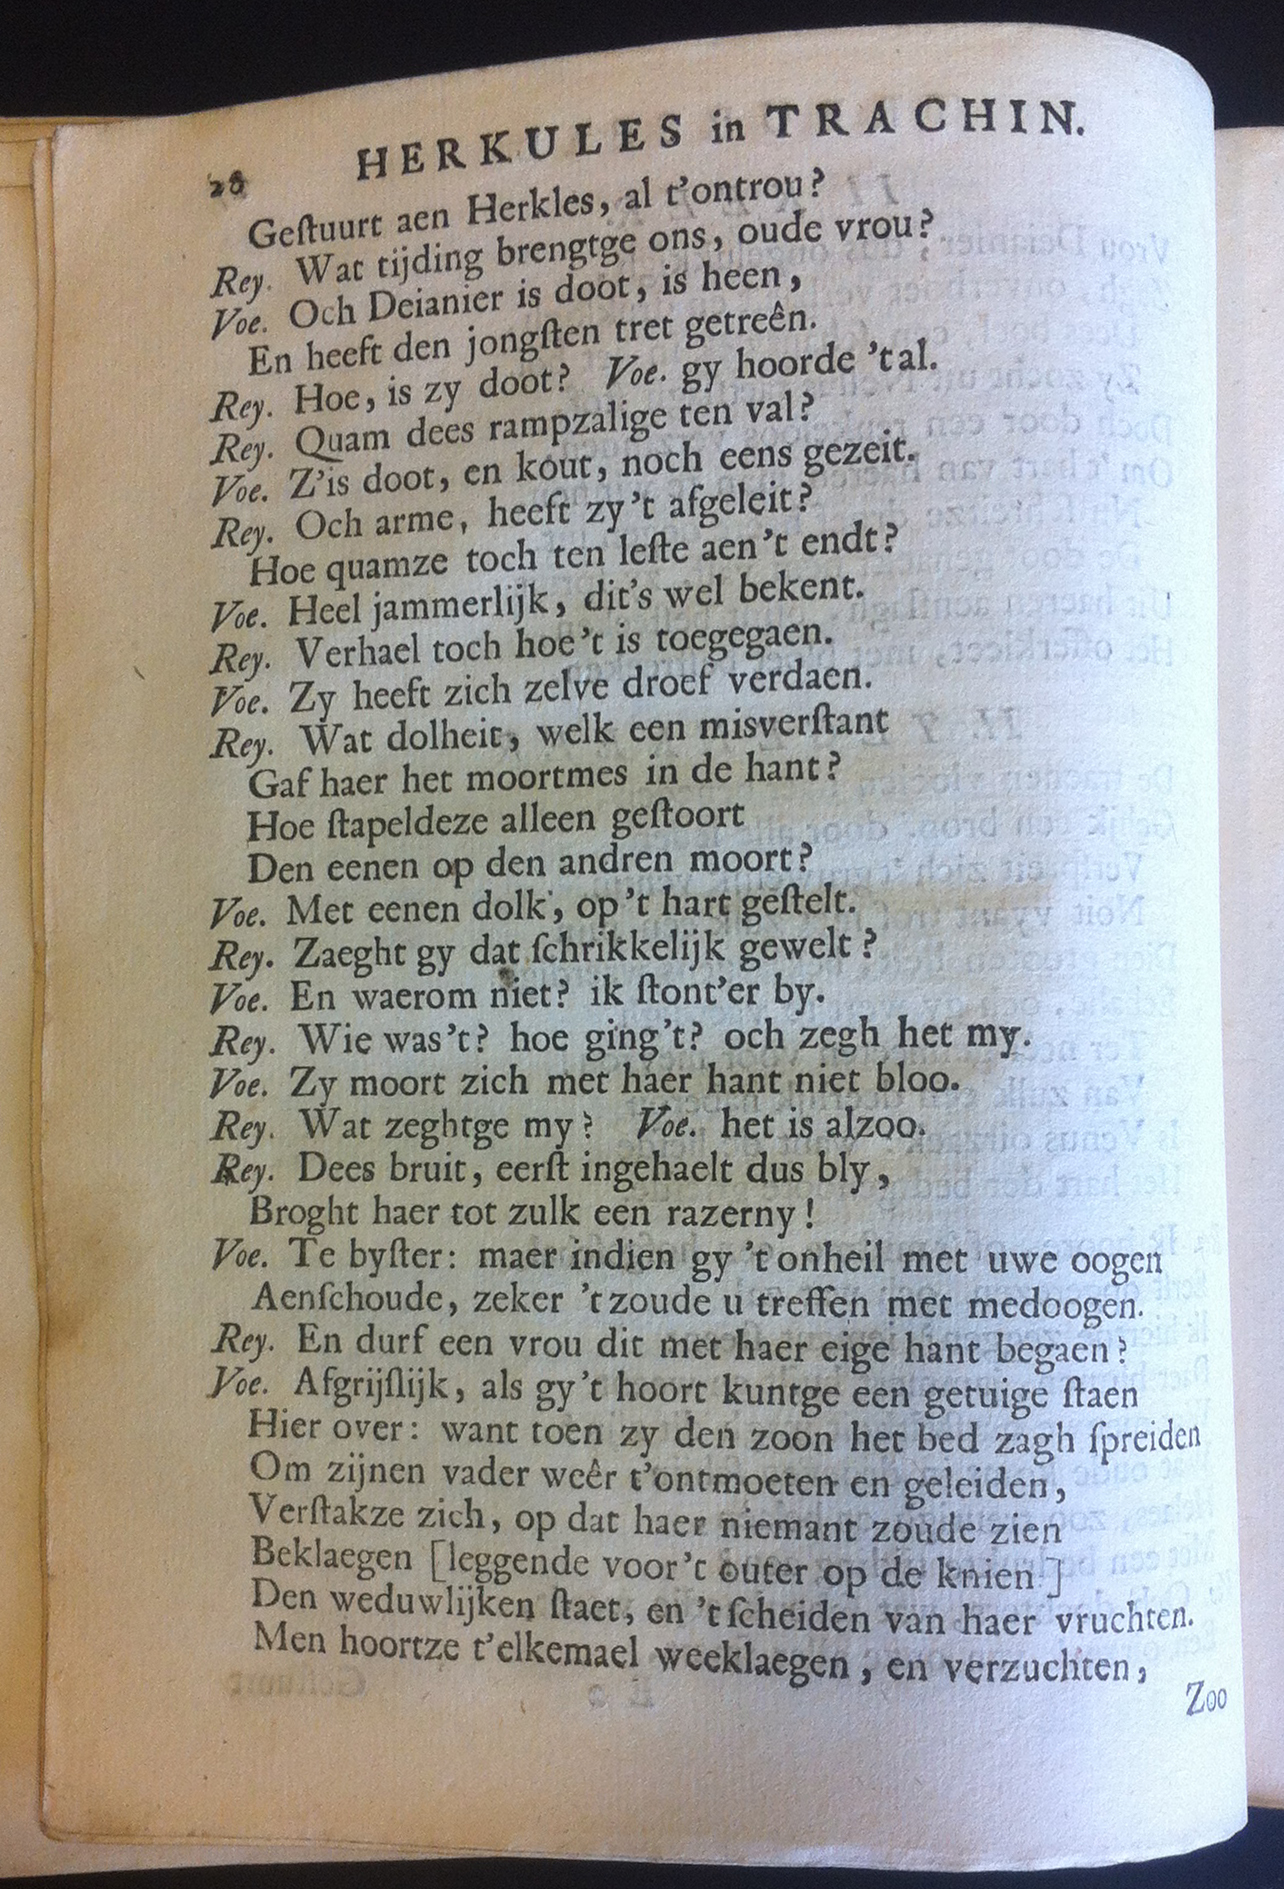 28 HERKULES in TRACHIN.
Geſtuurt aen Herkles, al t'ontrou?
Rey. Wat tijding brengtge ons, oude vrou?
Voe. Och Deianier is doot, is heen,
En heeft den jongſten tret getreên.
Rey. Hoe, is zy doot? Voe. gy hoorde 't al.
Rey. Quam dees rampzalige ten val?
Voe. Z'is doot, en kout, noch eens gezeit.
Rey. Och arme, heeft zy 't afgeleit?
Hoe quamze toch ten leſte aen 't endt?
Voe. Heel jammerlijk, dit's wel bekent.
Rey. Verhael toch hoe 't is toegegaen.
Voe. Zy heeft zich zelve droef verdaen.
Rey. Wat dolheit, welk een misverſtant
Gaf haer het moortmes in de hant?
Hoe ſtapeldeze alleen geſtoort
Den eenen op den andren moort?
Voe. Met eenen dolk, op 't hart geſtelt.
Rey. Zaeght gy dat ſchrikkelijk gewelt?
Voe. En waerom niet? ik ſtont'er by.
Rey. Wie was't? hoe ging't? och zegh het my.
Voe. Zy moort zich met haer hant niet bloo.
Rey. Wat zeghtge my? Voe. het is alzoo.
Rey. Dees bruit, eerſt ingehaelt dus bly,
Broght haer tot zulk een razerny!
Voe. Te byſter: maer indien gy 't onheil met uwe oogen
Aenſchoude, zeker 't zoude u treffen met medoogen.
Rey. En durf een vrou dit met haer eige hant begaen?
Voe. Afgrijſlijk, als gy 't hoort kuntge een getuige ſtaen
Hier over: want toen zy den zoon het bed zagh ſpreiden
Om zijnen vader weêr t'ontmoeten en geleiden,
Verſtakze zich, op dat haer niemant zoude zien
Beklaegen [leggende voor 't outer op de knien]
Den weduwlijken ſtaet, en 't ſcheiden van haer vruchten.
Men hoortze t'elkemael weeklaegen, en verzuchten,
Zoo